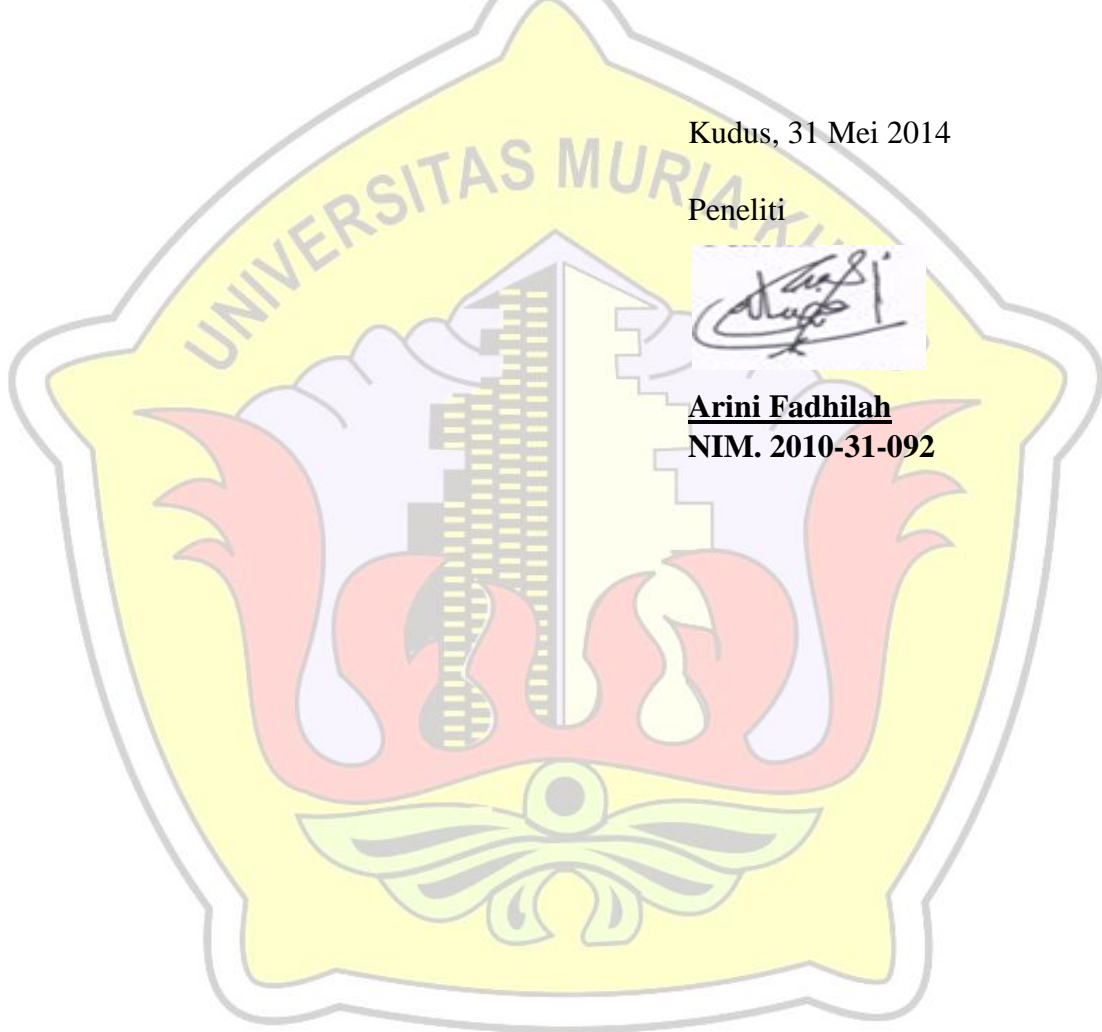 Kudus, 31 Mei 2014
UNIVERSITAS MURIA
Peneliti
Arini Fadhilah
NIM. 2010-31-092